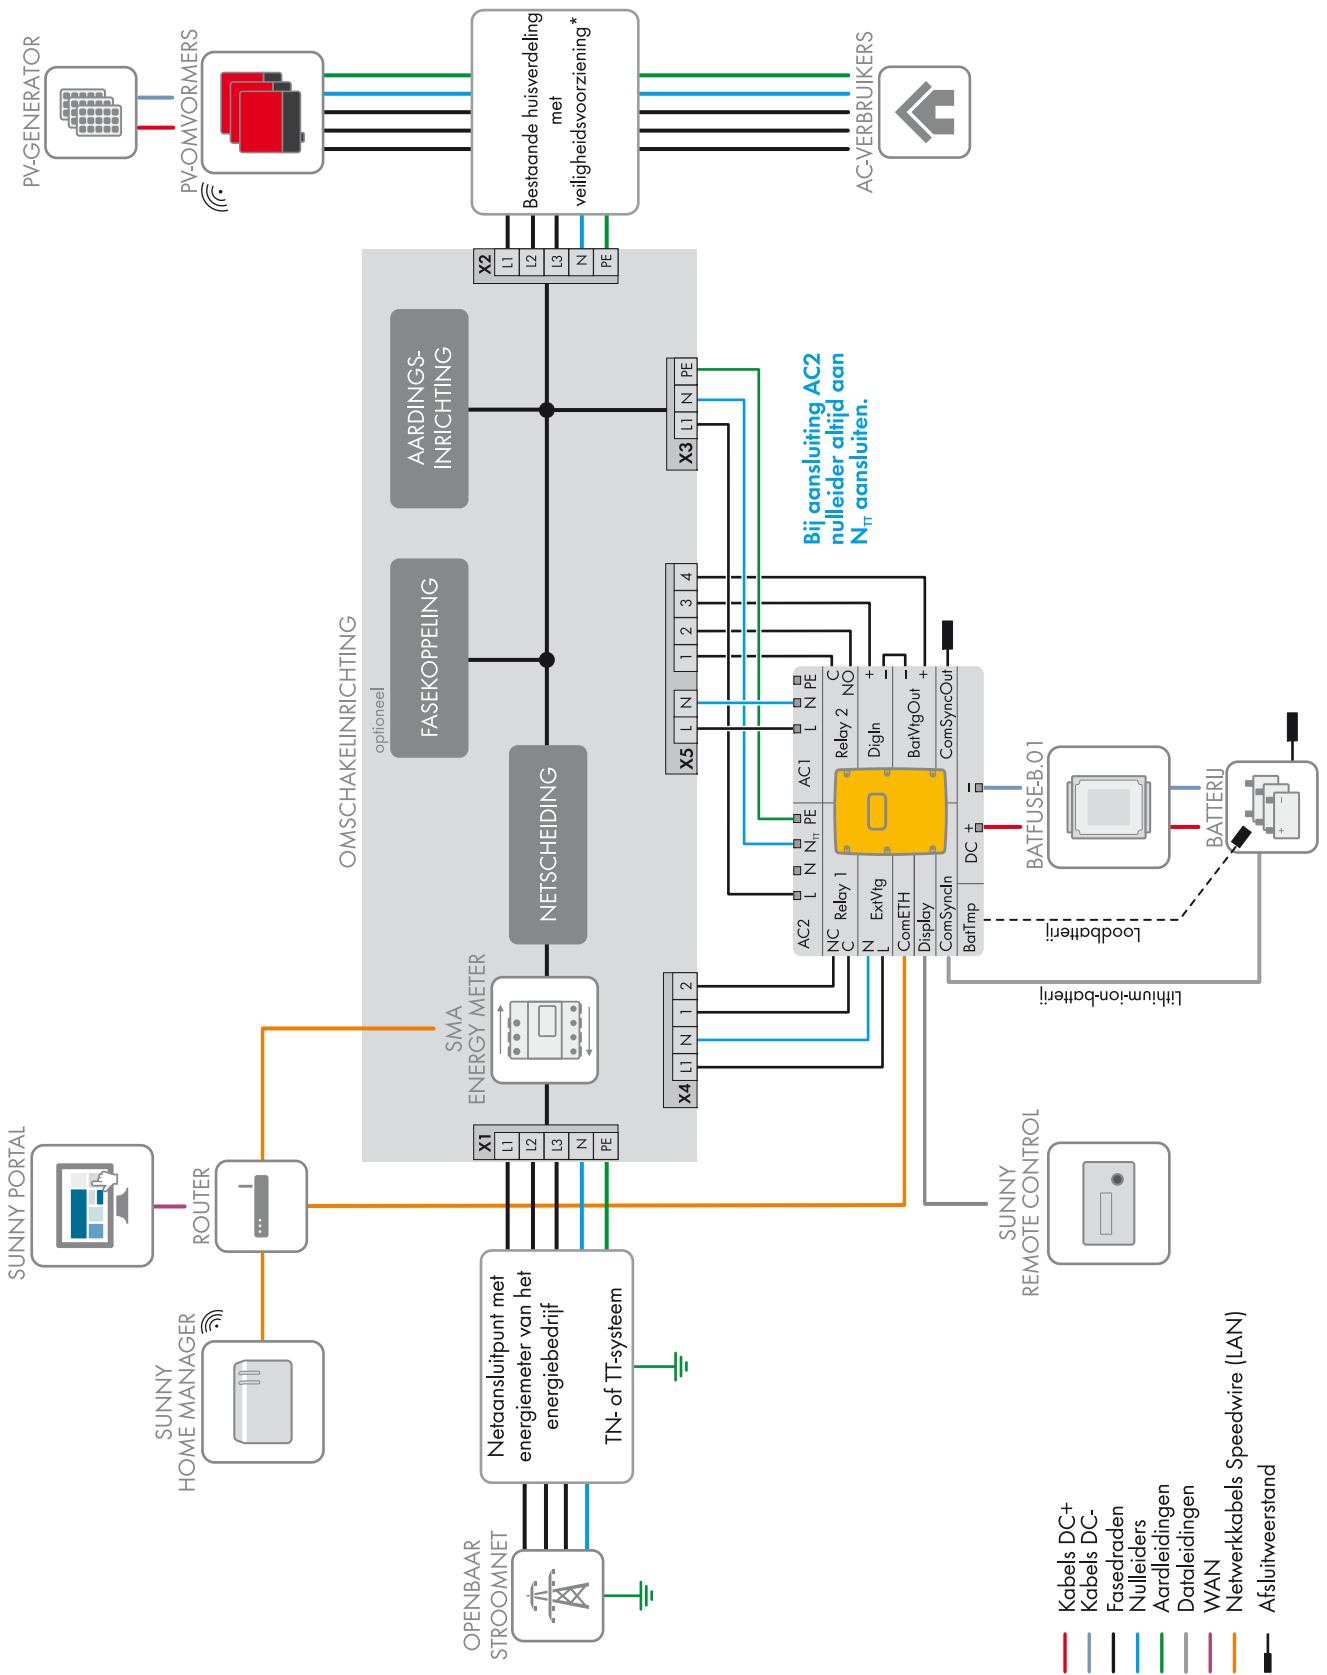 PV-GENERATOR
PV-OMVORMERS
Bestaande huisverdeling
met
veiligheidsvoorziening*
AC-VERBRUIKERS
OMSCHAKELINRICHTING
X2
L1
L2
L3
N
PE
AARDINGS-
INRICHTING
optioneel
FASEKOPPELING
NETSCHEIDING
SMA
ENERGY METER
X1
L1
L2
L3
N
PE
X3
L1
N
PE
X5
L
N
1
2
3
4
X4
L1
N
1
2
Bij aansluiting AC2
nulleider altijd aan
NTT aansluiten.
AC1
L
N
PE
AC2
L
N
NTT
PE
Relay 2
C
NO
DigIn
+
−
BatVtgOut
−
+
ComSyncOut
Relay 1
NC
C
ExtVtg
N
L
ComETH
Display
ComSyncIn
BatTmp
DC
+
−
BATFUSE-B.01
BATTERIJ
+
−
Loodbatterij
Lithium-ion-batterij
SUNNY PORTAL
ROUTER
SUNNY
HOME MANAGER
Netaansluitpunt met
energiemeter van het
energiebedrijf
TN- of TT-systeem
OPENBAAR
STROOMNET
SUNNY
REMOTE CONTROL
Kabels DC+
Kabels DC-
Fasedraden
Nulleiders
Aardleidingen
Dataleidingen
WAN
Netwerkkabels Speedwire (LAN)
Afsluitweerstand